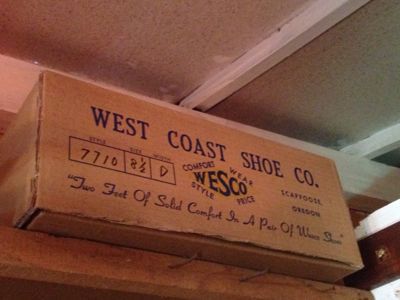 WEST COAST SHOE CO.
STYLE SIZE WIDTH
7710 8½ D
COMFORT WEAR
WESCO
STYLE PRICE
SCAPPOOSE,
OREGON
"Two Feet Of Solid Comfort In A Pair Of Wesco Shoes"